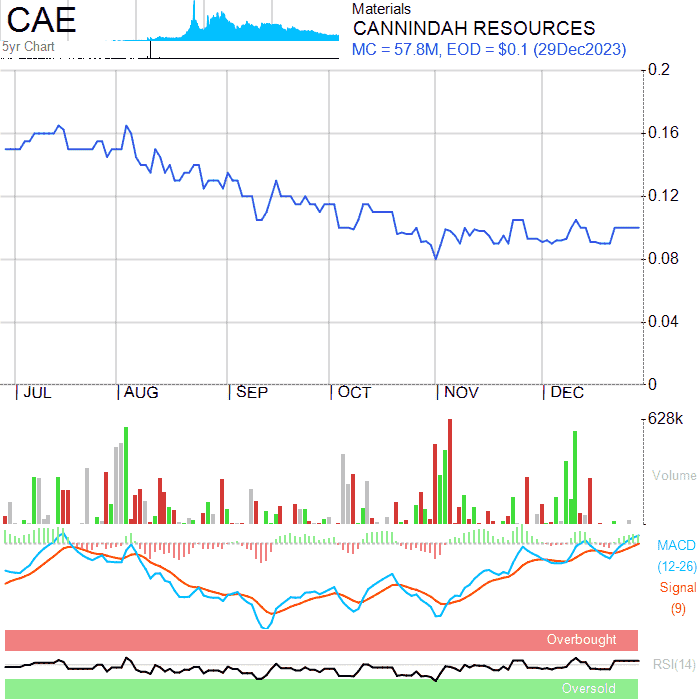 CAE
5yr Chart
Materials
CANNINDAH RESOURCES
MC = 57.8M, EOD = $0.1 (29Dec2023)
0.2
0.16
0.12
0.08
0.04
0
JUL AUG SEP OCT NOV DEC
628k
Volume
MACD
(12-26)
Signal
(9)
Overbought
RSI(14)
Oversold